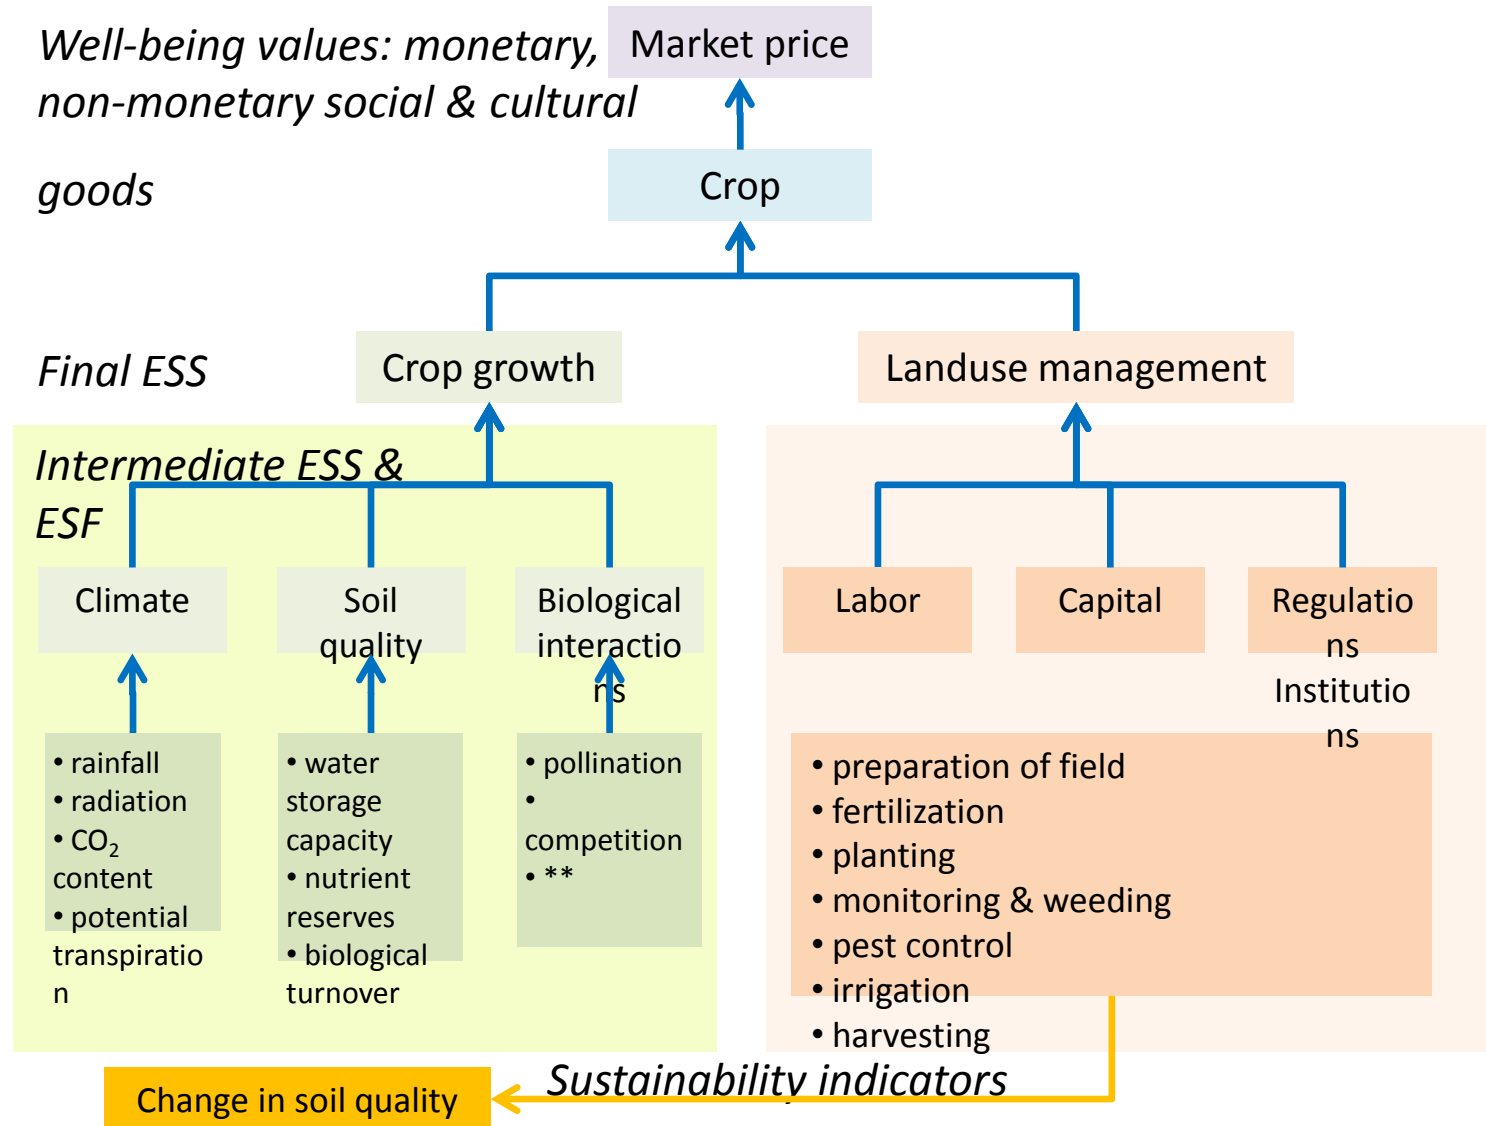 Well-being values: monetary,
non-monetary social & cultural
Market price
goods
Crop
Final ESS
Crop growth
Landuse management
Intermediate ESS &
ESF
Climate
Soil
quality
Biological
interactio
ns
Labor
Capital
Regulatio
ns
Institutio
ns
• rainfall
• radiation
• CO₂
content
• potential
transpiratio
n
• water
storage
capacity
• nutrient
reserves
• biological
turnover
• pollination
•
competition
• **
• preparation of field
• fertilization
• planting
• monitoring & weeding
• pest control
• irrigation
• harvesting
Sustainability indicators
Change in soil quality